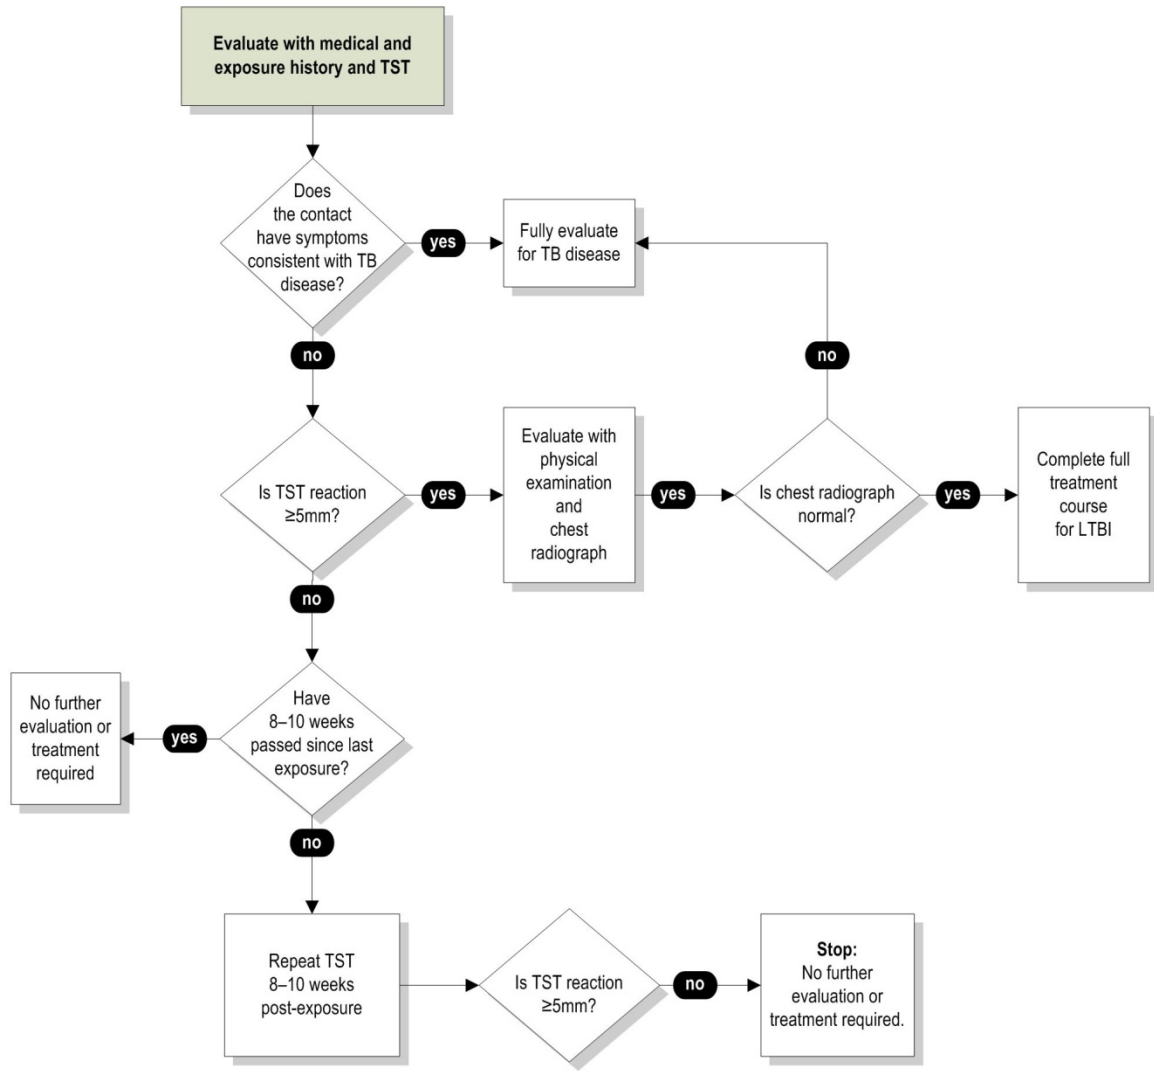 Evaluate with medical and
exposure history and TST
Does
the contact
have symptoms
consistent with TB
disease?
yes
Fully evaluate
for TB disease
no
no
Is TST reaction
≥5mm?
yes
Evaluate with
physical
examination
and
chest
radiograph
yes
Is chest radiograph
normal?
yes
Complete full
treatment
course
for LTBI
no
Have
8–10 weeks
passed since last
exposure?
yes
No further
evaluation or
treatment
required
no
Repeat TST
8–10 weeks
post-exposure
Is TST reaction
≥5mm?
no
Stop:
No further
evaluation or
treatment required.